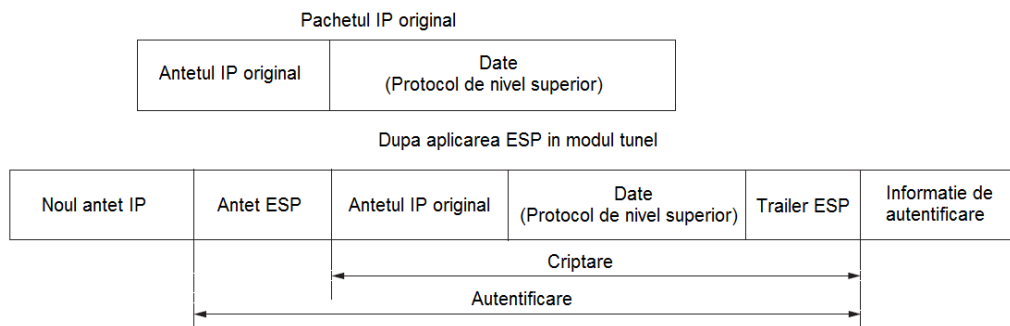 Pachetul IP original
Antetul IP original
Date
(Protocol de nivel superior)
Dupa aplicarea ESP in modul tunel
Noul antet IP
Antet ESP
Antetul IP original
Date
(Protocol de nivel superior)
Trailer ESP
Informatie de
autentificare
Criptare
Autentificare